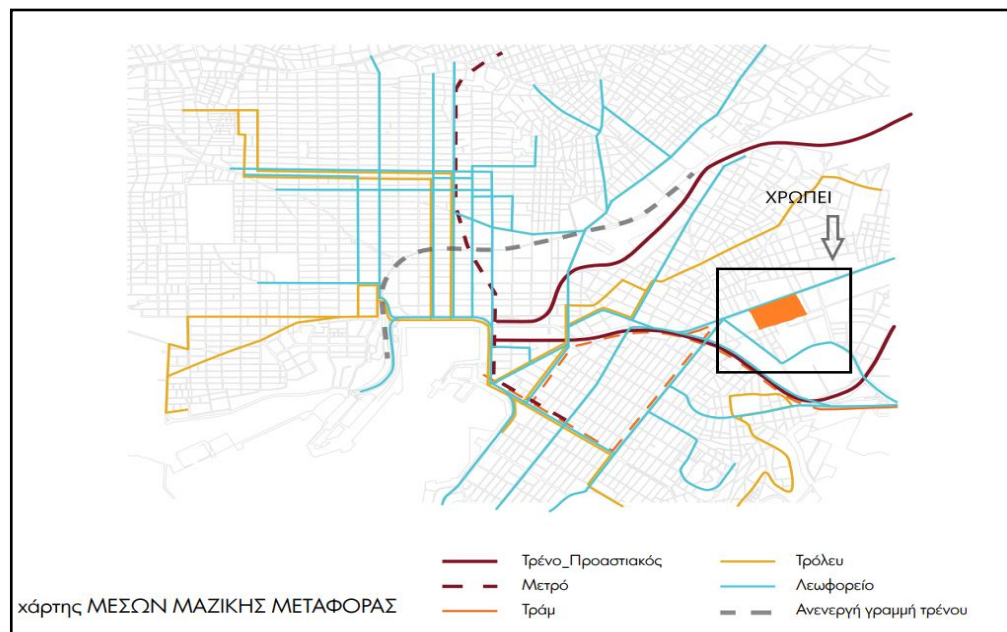 ΧΡΩΠΕΙ
Τρένο_Προαστιακός
Μετρό
Τράμ
Τρόλευ
Λεωφορείο
Ανενεργή γραμμή τρένου
χάρτης ΜΕΣΩΝ ΜΑΖΙΚΗΣ ΜΕΤΑΦΟΡΑΣ